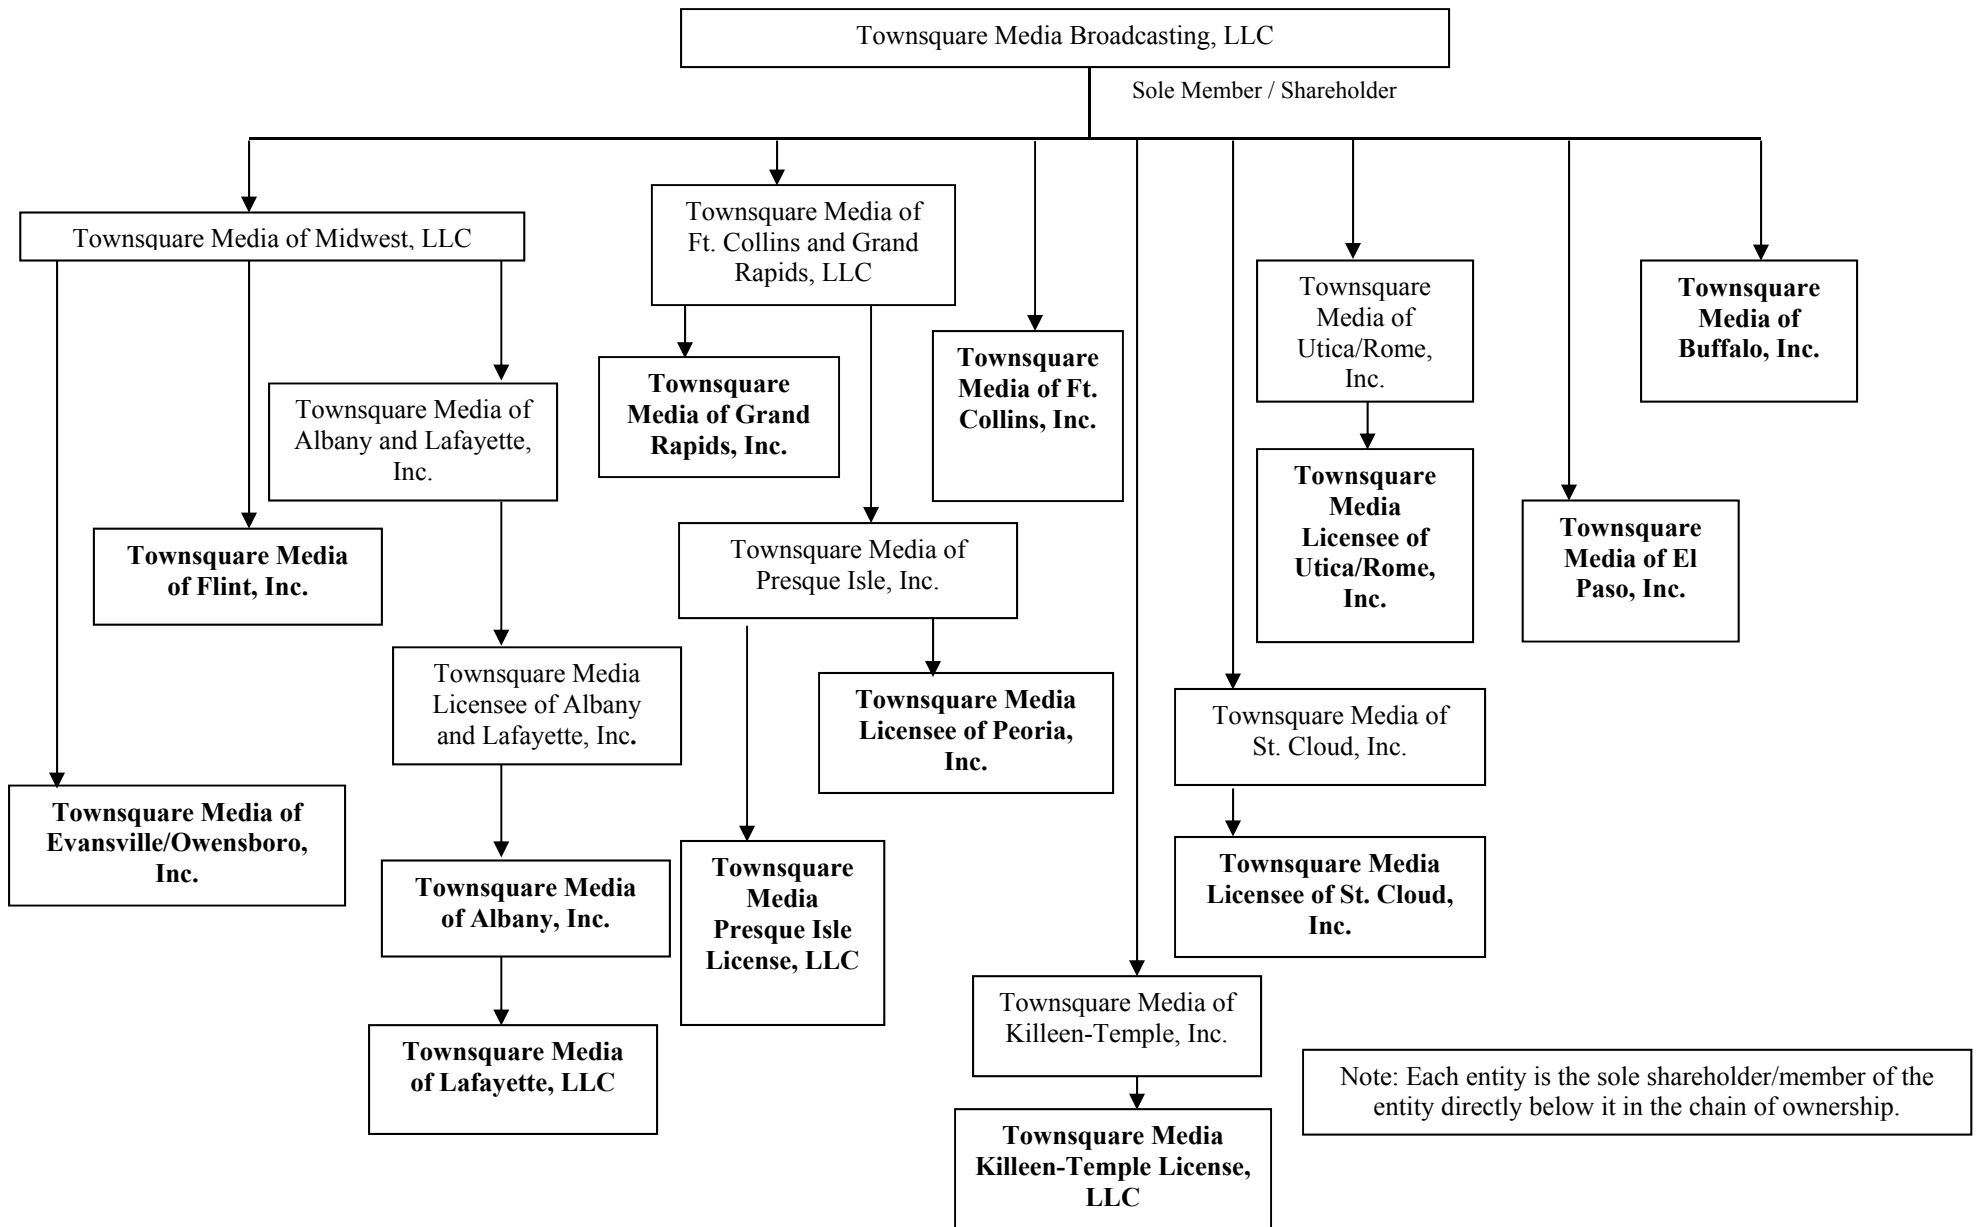 Townsquare Media Broadcasting, LLC
Sole Member / Shareholder
Townsquare Media of Midwest, LLC
Townsquare Media of
Ft. Collins and Grand
Rapids, LLC
Townsquare
Media of
Utica/Rome,
Inc.
Townsquare
Media of
Buffalo, Inc.
Townsquare Media of
Albany and Lafayette,
Inc.
Townsquare
Media of Grand
Rapids, Inc.
Townsquare
Media of Ft.
Collins, Inc.
Townsquare
Media
Licensee of
Utica/Rome,
Inc.
Townsquare
Media of El
Paso, Inc.
Townsquare Media
of Flint, Inc.
Townsquare Media of
Presque Isle, Inc.
Townsquare Media
Licensee of Albany
and Lafayette, Inc.
Townsquare Media
Licensee of Peoria,
Inc.
Townsquare Media of
St. Cloud, Inc.
Townsquare Media of
Evansville/Owensboro,
Inc.
Townsquare Media
of Albany, Inc.
Townsquare
Media
Presque Isle
License, LLC
Townsquare Media
Licensee of St. Cloud,
Inc.
Townsquare Media
of Lafayette, LLC
Townsquare Media of
Killeen-Temple, Inc.
Note: Each entity is the sole shareholder/member of the
entity directly below it in the chain of ownership.
Townsquare Media
Killeen-Temple License,
LLC